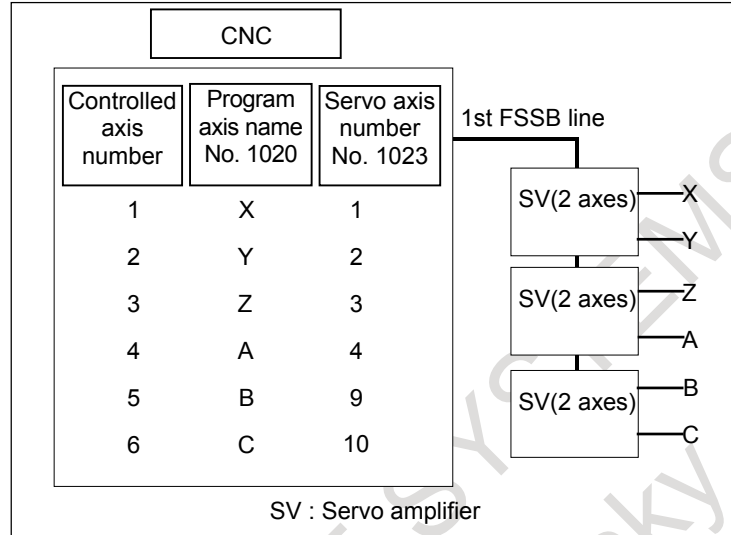 CNC
Controlled axis number
Program axis name No. 1020
Servo axis number No. 1023
1st FSSB line
1 X 1
2 Y 2
3 Z 3
4 A 4
5 B 9
6 C 10
SV(2 axes) X Y
SV(2 axes) Z A
SV(2 axes) B C
SV : Servo amplifier